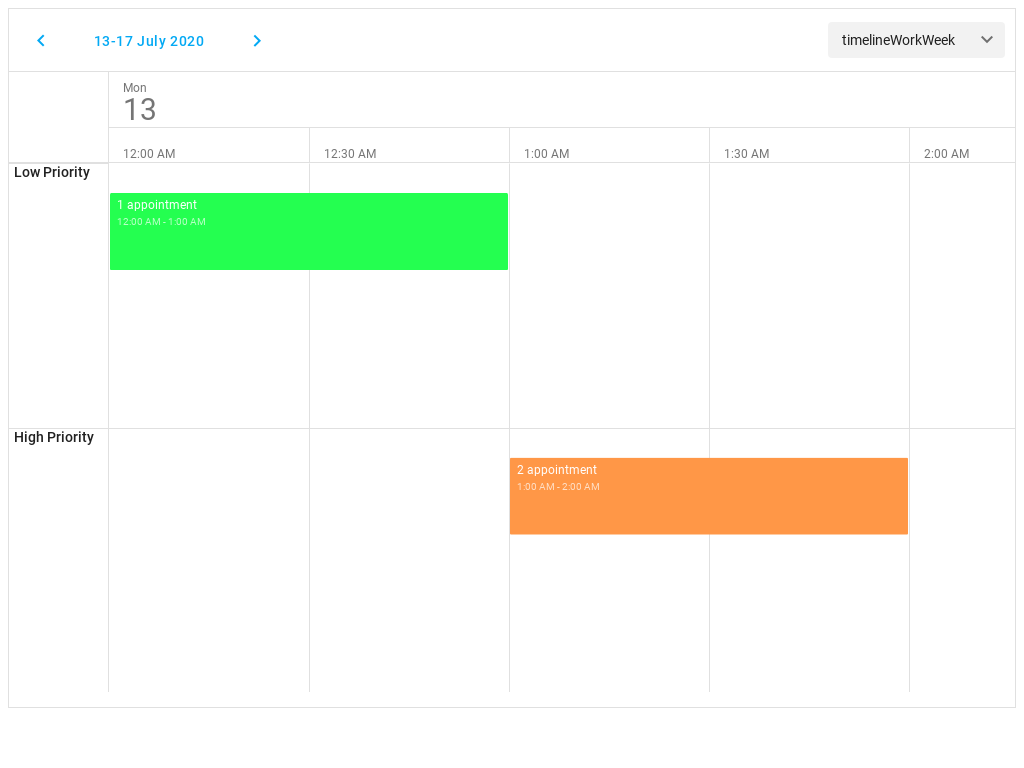 13-17 July 2020
timelineWorkWeek
Mon
13
12:00 AM
12:30 AM
1:00 AM
1:30 AM
2:00 AM
Low Priority
1 appointment
12:00 AM - 1:00 AM
High Priority
2 appointment
1:00 AM - 2:00 AM